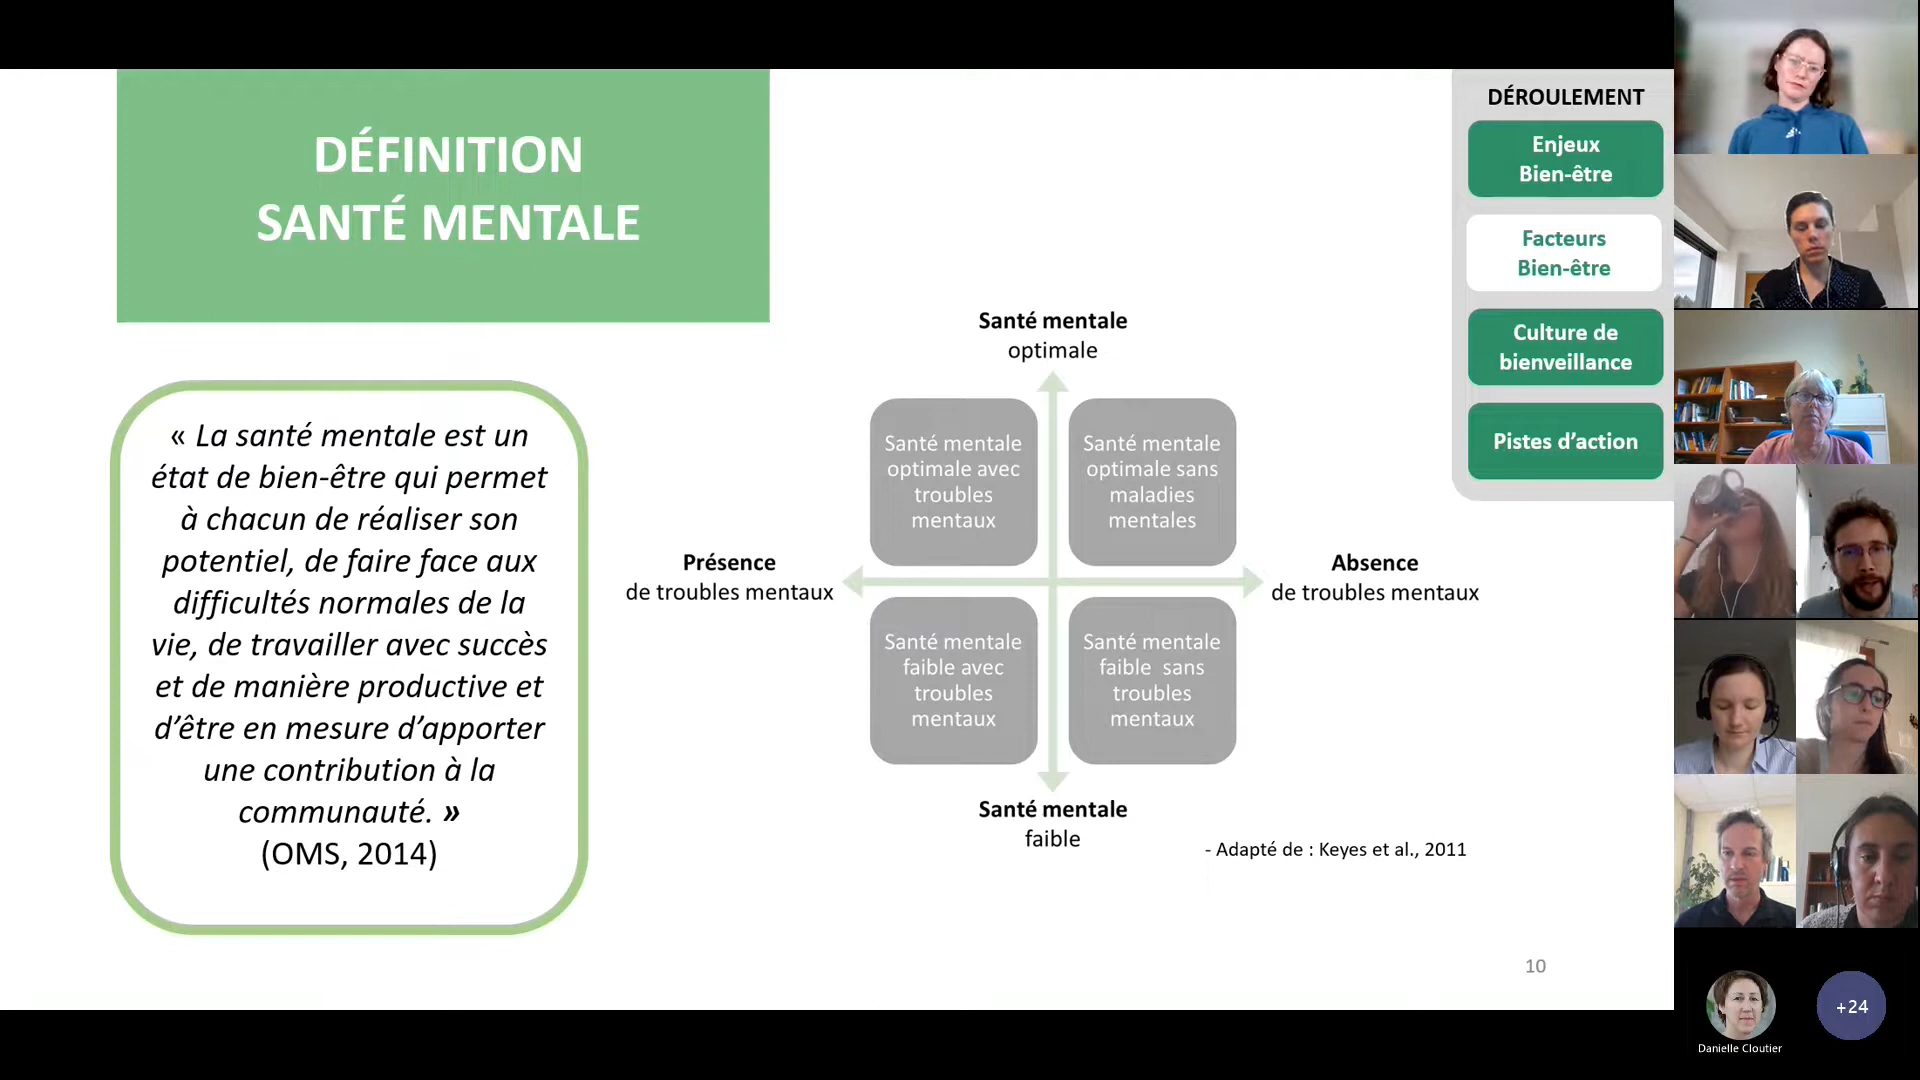 DÉFINITION
SANTÉ MENTALE
« La santé mentale est un
état de bien-être qui permet
à chacun de réaliser son
potentiel, de faire face aux
difficultés normales de la
vie, de travailler avec succès
et de manière productive et
d’être en mesure d’apporter
une contribution à la
communauté. »
(OMS, 2014)
Santé mentale
optimale
Santé mentale
optimale avec
troubles
mentaux
Santé mentale
optimale sans
maladies
mentales
Présence
de troubles mentaux
Absence
de troubles mentaux
Santé mentale
faible avec
troubles
mentaux
Santé mentale
faible sans
troubles
mentaux
Santé mentale
faible
- Adapté de : Keyes et al., 2011
10
DÉROULEMENT
Enjeux
Bien-être
Facteurs
Bien-être
Culture de
bienveillance
Pistes d’action
Danielle Cloutier
+24